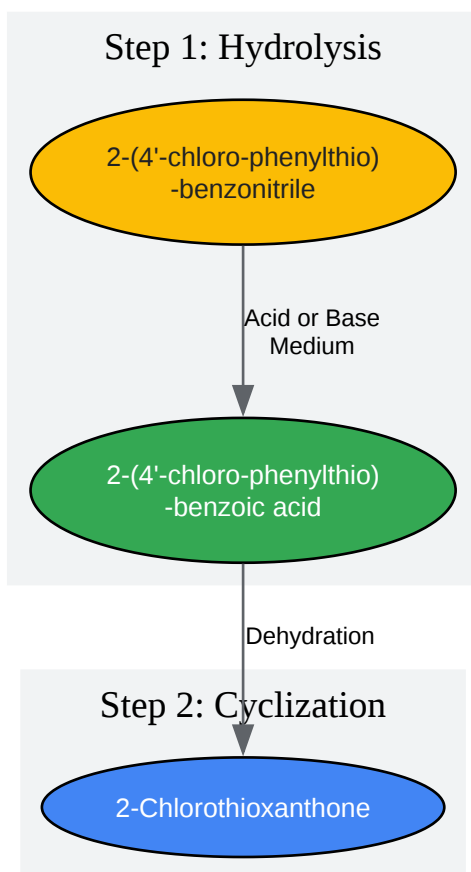 Step 1: Hydrolysis
2-(4'-chloro-phenylthio)
-benzonitrile
Acid or Base
Medium
2-(4'-chloro-phenylthio)
-benzoic acid
Dehydration
Step 2: Cyclization
2-Chlorothioxanthone